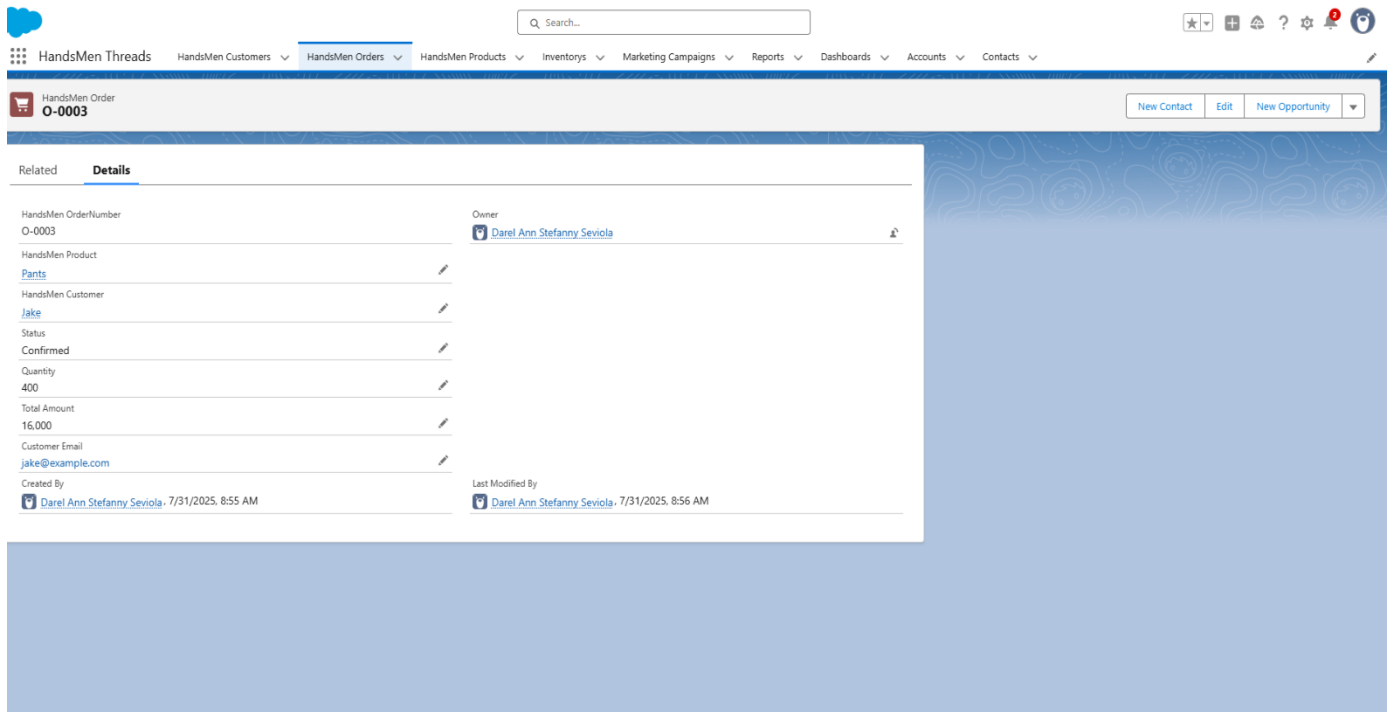 Search...
2
HandsMen Threads
HandsMen Customers
HandsMen Orders
HandsMen Products
Inventorys
Marketing Campaigns
Reports
Dashboards
Accounts
Contacts
HandsMen Order
O-0003
New Contact
Edit
New Opportunity
Related
Details
HandsMen OrderNumber
O-0003
Owner
Darel Ann Stefanny Seviola
HandsMen Product
Pants
HandsMen Customer
Jake
Status
Confirmed
Quantity
400
Total Amount
16,000
Customer Email
jake@example.com
Created By
Darel Ann Stefanny Seviola, 7/31/2025, 8:55 AM
Last Modified By
Darel Ann Stefanny Seviola, 7/31/2025, 8:56 AM